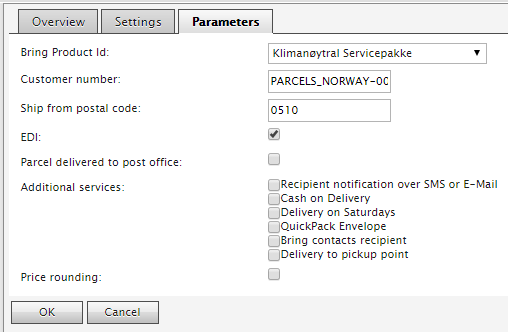 Overview Settings Parameters
Bring Product Id: Klimanøytral Servicepakke
Customer number: PARCELS_NORWAY-00
Ship from postal code: 0510
EDI:
Parcel delivered to post office:
Additional services: Recipient notification over SMS or E-Mail
Cash on Delivery
Delivery on Saturdays
QuickPack Envelope
Bring contacts recipient
Delivery to pickup point
Price rounding:
OK Cancel